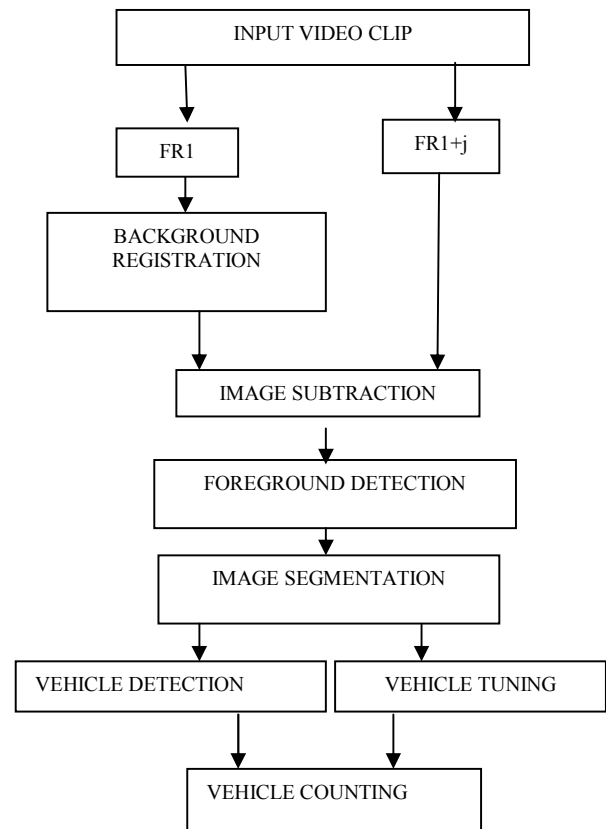 INPUT VIDEO CLIP
FR1
FR1+j
BACKGROUND
REGISTRATION
IMAGE SUBTRACTION
FOREGROUND DETECTION
IMAGE SEGMENTATION
VEHICLE DETECTION
VEHICLE TUNING
VEHICLE COUNTING